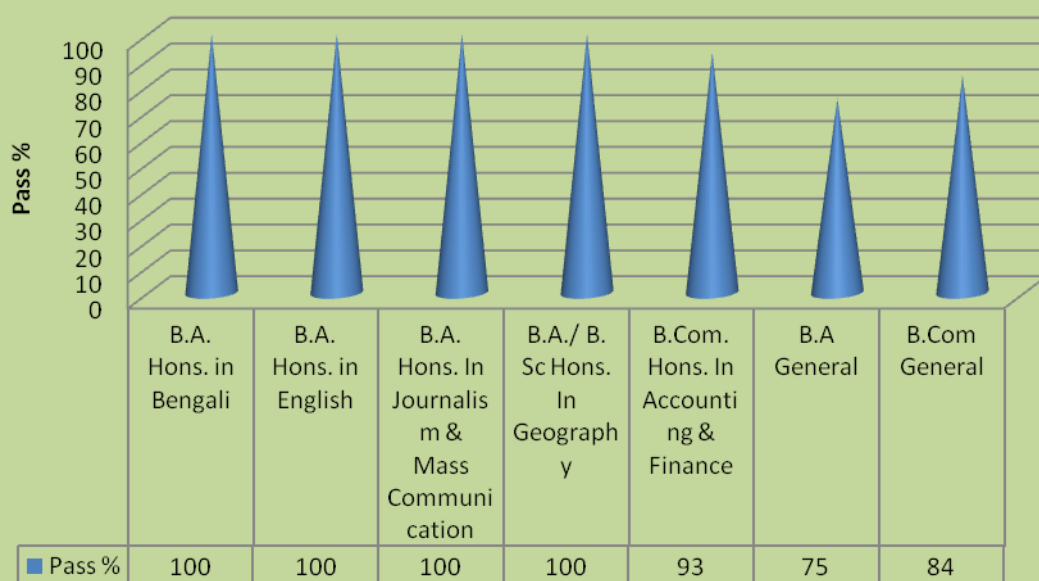 Pass %
100
90
80
70
60
50
40
30
20
10
0
B.A.
Hons. in
Bengali
B.A.
Hons. in
English
B.A.
Hons. In
Journalis
m &
Mass
Communi
cation
B.A./ B.
Sc Hons.
In
Geograph
y
B.Com.
Hons. In
Accounti
ng &
Finance
B.A
General
B.Com
General
Pass % 100 100 100 100 93 75 84